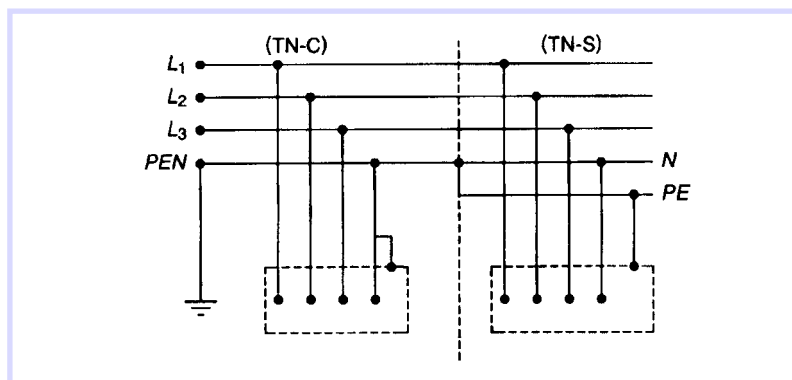 (TN-C) (TN-S)
L1
L2
L3
PEN N
PE